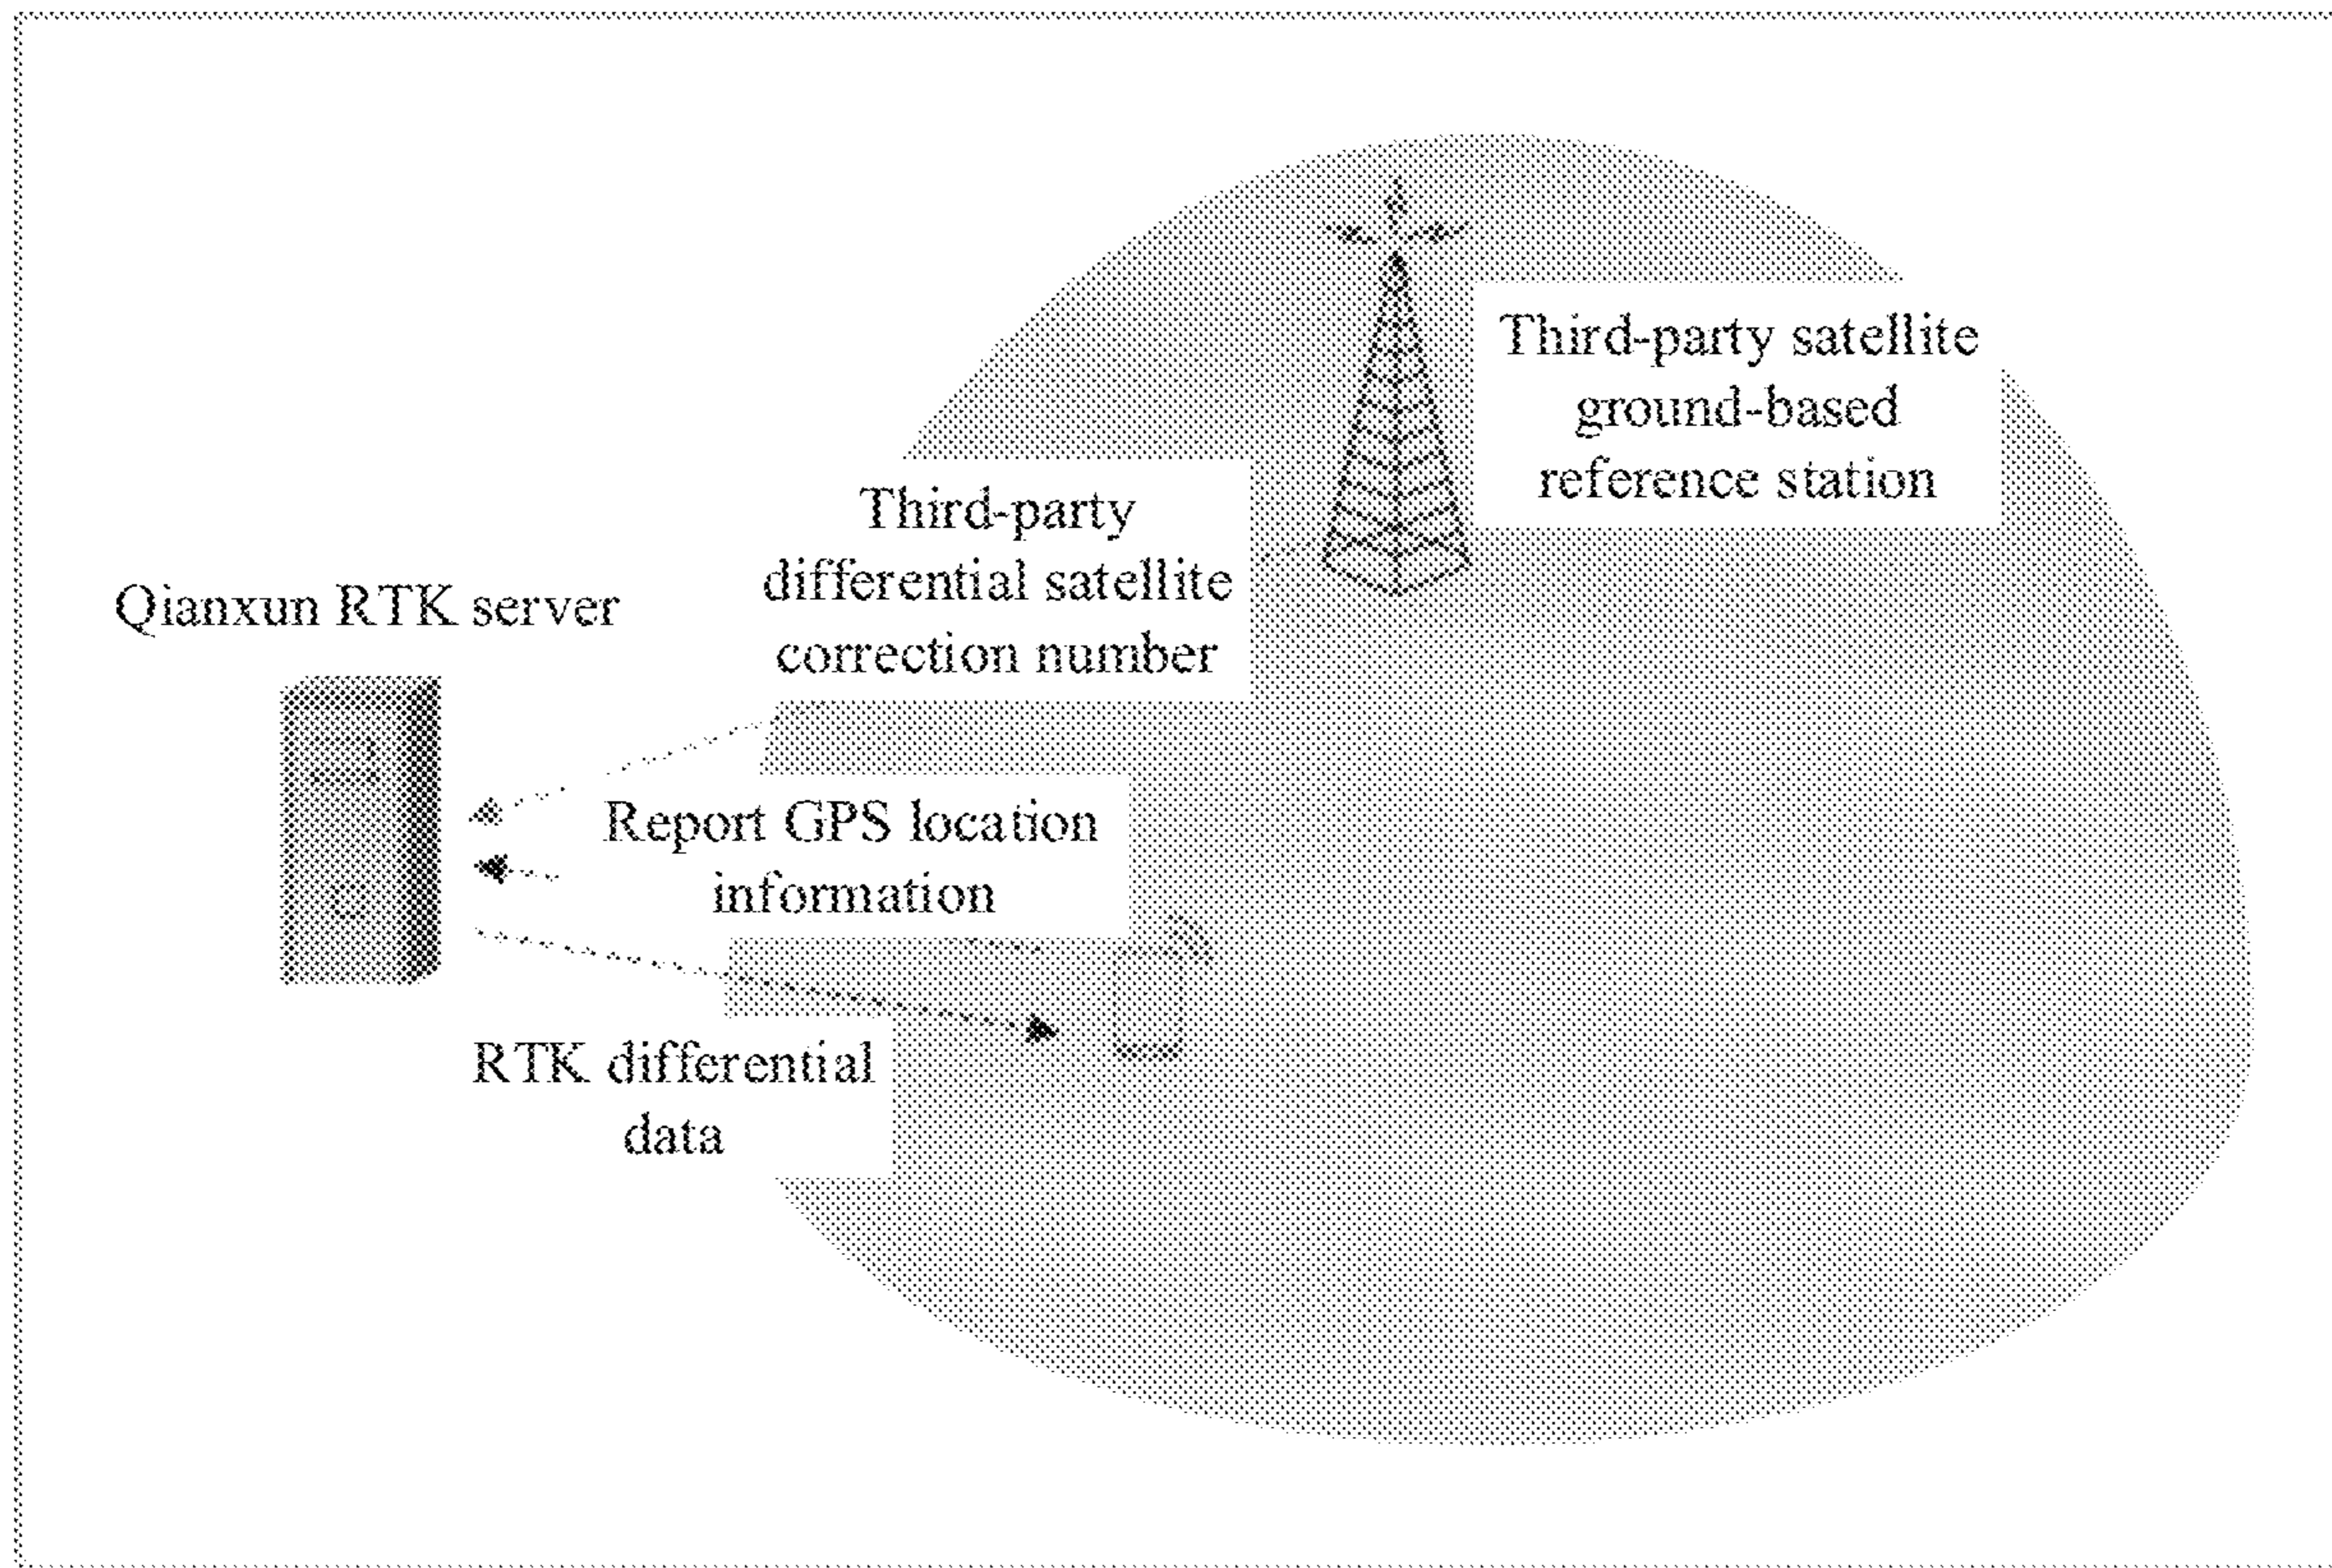 Third-party satellite
ground-based
reference station
Third-party
differential satellite
correction number
Qianxun RTK server
Report GPS location
information
RTK differential
data